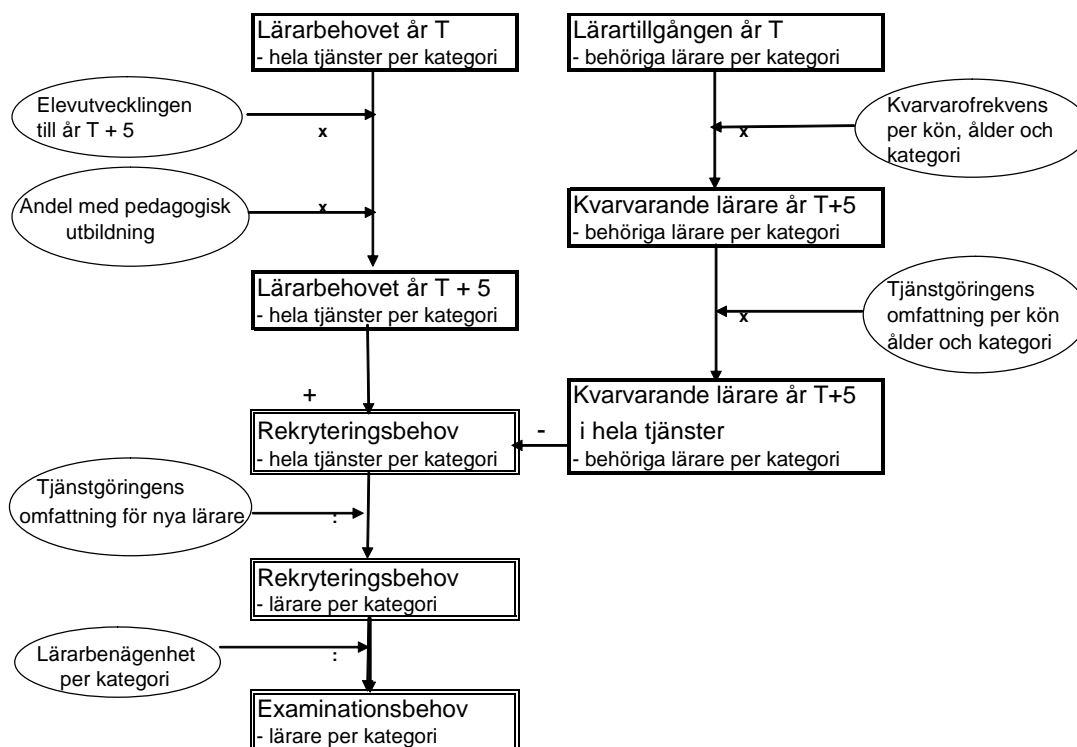 Lärarbehovet år T
- hela tjänster per kategori
Lärartillgången år T
- behöriga lärare per kategori
Elevutvecklingen
till år T + 5
x
Kvarvarofrekvens
per kön, ålder och
kategori
x
Andel med pedagogisk
utbildning
x
Kvarvarande lärare år T+5
- behöriga lärare per kategori
Lärarbehovet år T + 5
- hela tjänster per kategori
Tjänstgöringens
omfattning per kön
ålder och kategori
x
+
Kvarvarande lärare år T+5
i hela tjänster
- behöriga lärare per kategori
-
Rekryteringsbehov
- hela tjänster per kategori
Tjänstgöringens
omfattning för nya lärare
:
Rekryteringsbehov
- lärare per kategori
Lärarbenägenhet
per kategori
:
Examinationsbehov
- lärare per kategori